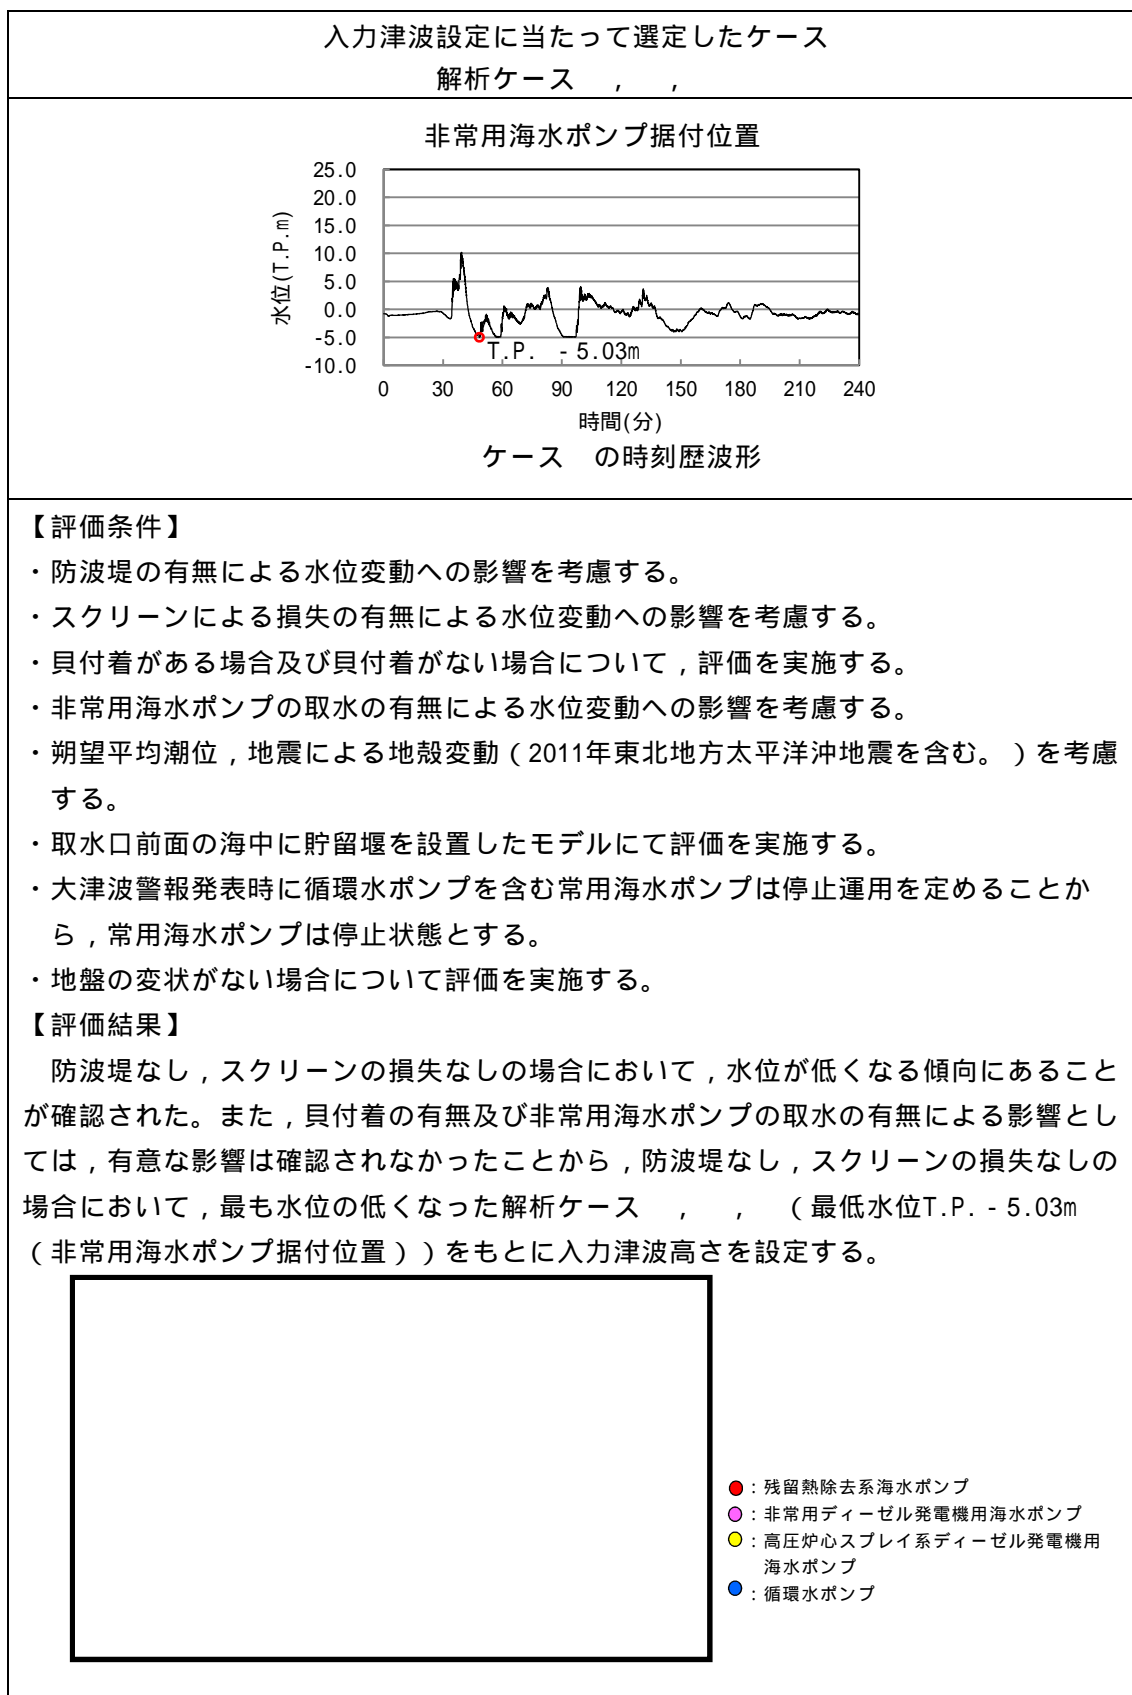 入力津波設定に当たって選定したケース
解析ケース　，　，
非常用海水ポンプ据付位置
水位(T.P.m)
25.0
20.0
15.0
10.0
5.0
0.0
-5.0
-10.0
T.P. -5.03m
0 30 60 90 120 150 180 210 240
時間(分)
ケース　の時刻歴波形
【評価条件】
・防波堤の有無による水位変動への影響を考慮する。
・スクリーンによる損失の有無による水位変動への影響を考慮する。
・貝付着がある場合及び貝付着がない場合について，評価を実施する。
・非常用海水ポンプの取水の有無による水位変動への影響を考慮する。
・朔望平均潮位，地震による地殻変動（2011年東北地方太平洋沖地震を含む。）を考慮
する。
・取水口前面の海中に貯留堰を設置したモデルにて評価を実施する。
・大津波警報発表時に循環水ポンプを含む常用海水ポンプは停止運用を定めることか
ら，常用海水ポンプは停止状態とする。
・地盤の変状がない場合について評価を実施する。
【評価結果】
防波堤なし，スクリーンの損失なしの場合において，水位が低くなる傾向にあること
が確認された。また，貝付着の有無及び非常用海水ポンプの取水の有無による影響とし
ては，有意な影響は確認されなかったことから，防波堤なし，スクリーンの損失なしの
場合において，最も水位の低くなった解析ケース　，　，　（最低水位T.P.-5.03m
（非常用海水ポンプ据付位置））をもとに入力津波高さを設定する。
：残留熱除去系海水ポンプ
：非常用ディーゼル発電機用海水ポンプ
：高圧炉心スプレイ系ディーゼル発電機用
海水ポンプ
：循環水ポンプ